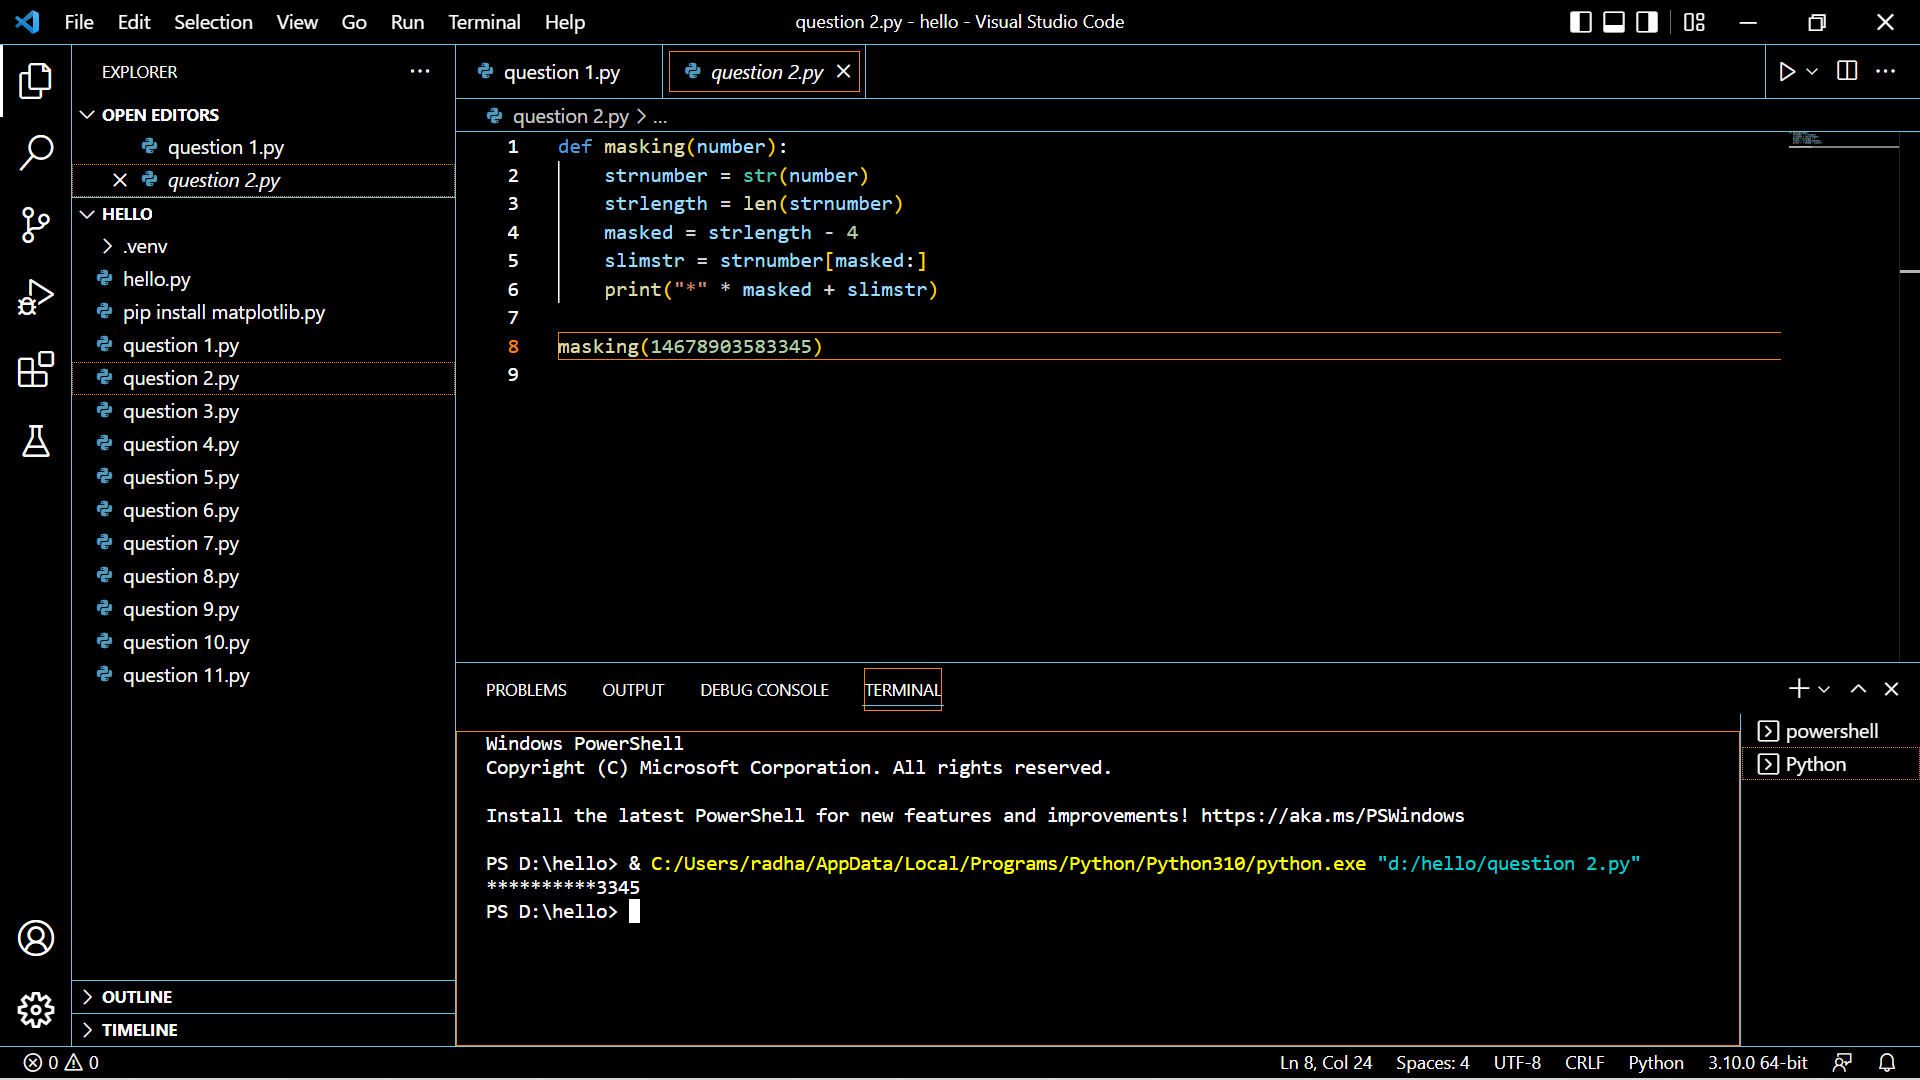 File Edit Selection View Go Run Terminal Help
question 2.py - hello - Visual Studio Code
EXPLORER
OPEN EDITORS
question 1.py
question 2.py
HELLO
.venv
hello.py
pip install matplotlib.py
question 1.py
question 2.py
question 3.py
question 4.py
question 5.py
question 6.py
question 7.py
question 8.py
question 9.py
question 10.py
question 11.py
OUTLINE
TIMELINE
question 1.py question 2.py
question 2.py > ...
1 def masking(number):
2     strnumber = str(number)
3     strlength = len(strnumber)
4     masked = strlength - 4
5     slimstr = strnumber[masked:]
6     print("*" * masked + slimstr)
7
8 masking(14678903583345)
9
PROBLEMS OUTPUT DEBUG CONSOLE TERMINAL
Windows PowerShell
Copyright (C) Microsoft Corporation. All rights reserved.
Install the latest PowerShell for new features and improvements! https://aka.ms/PSWindows
PS D:\hello> & C:/Users/radha/AppData/Local/Programs/Python/Python310/python.exe "d:/hello/question 2.py"
**********3345
PS D:\hello>
powershell
Python
0 0
Ln 8, Col 24 Spaces: 4 UTF-8 CRLF Python 3.10.0 64-bit